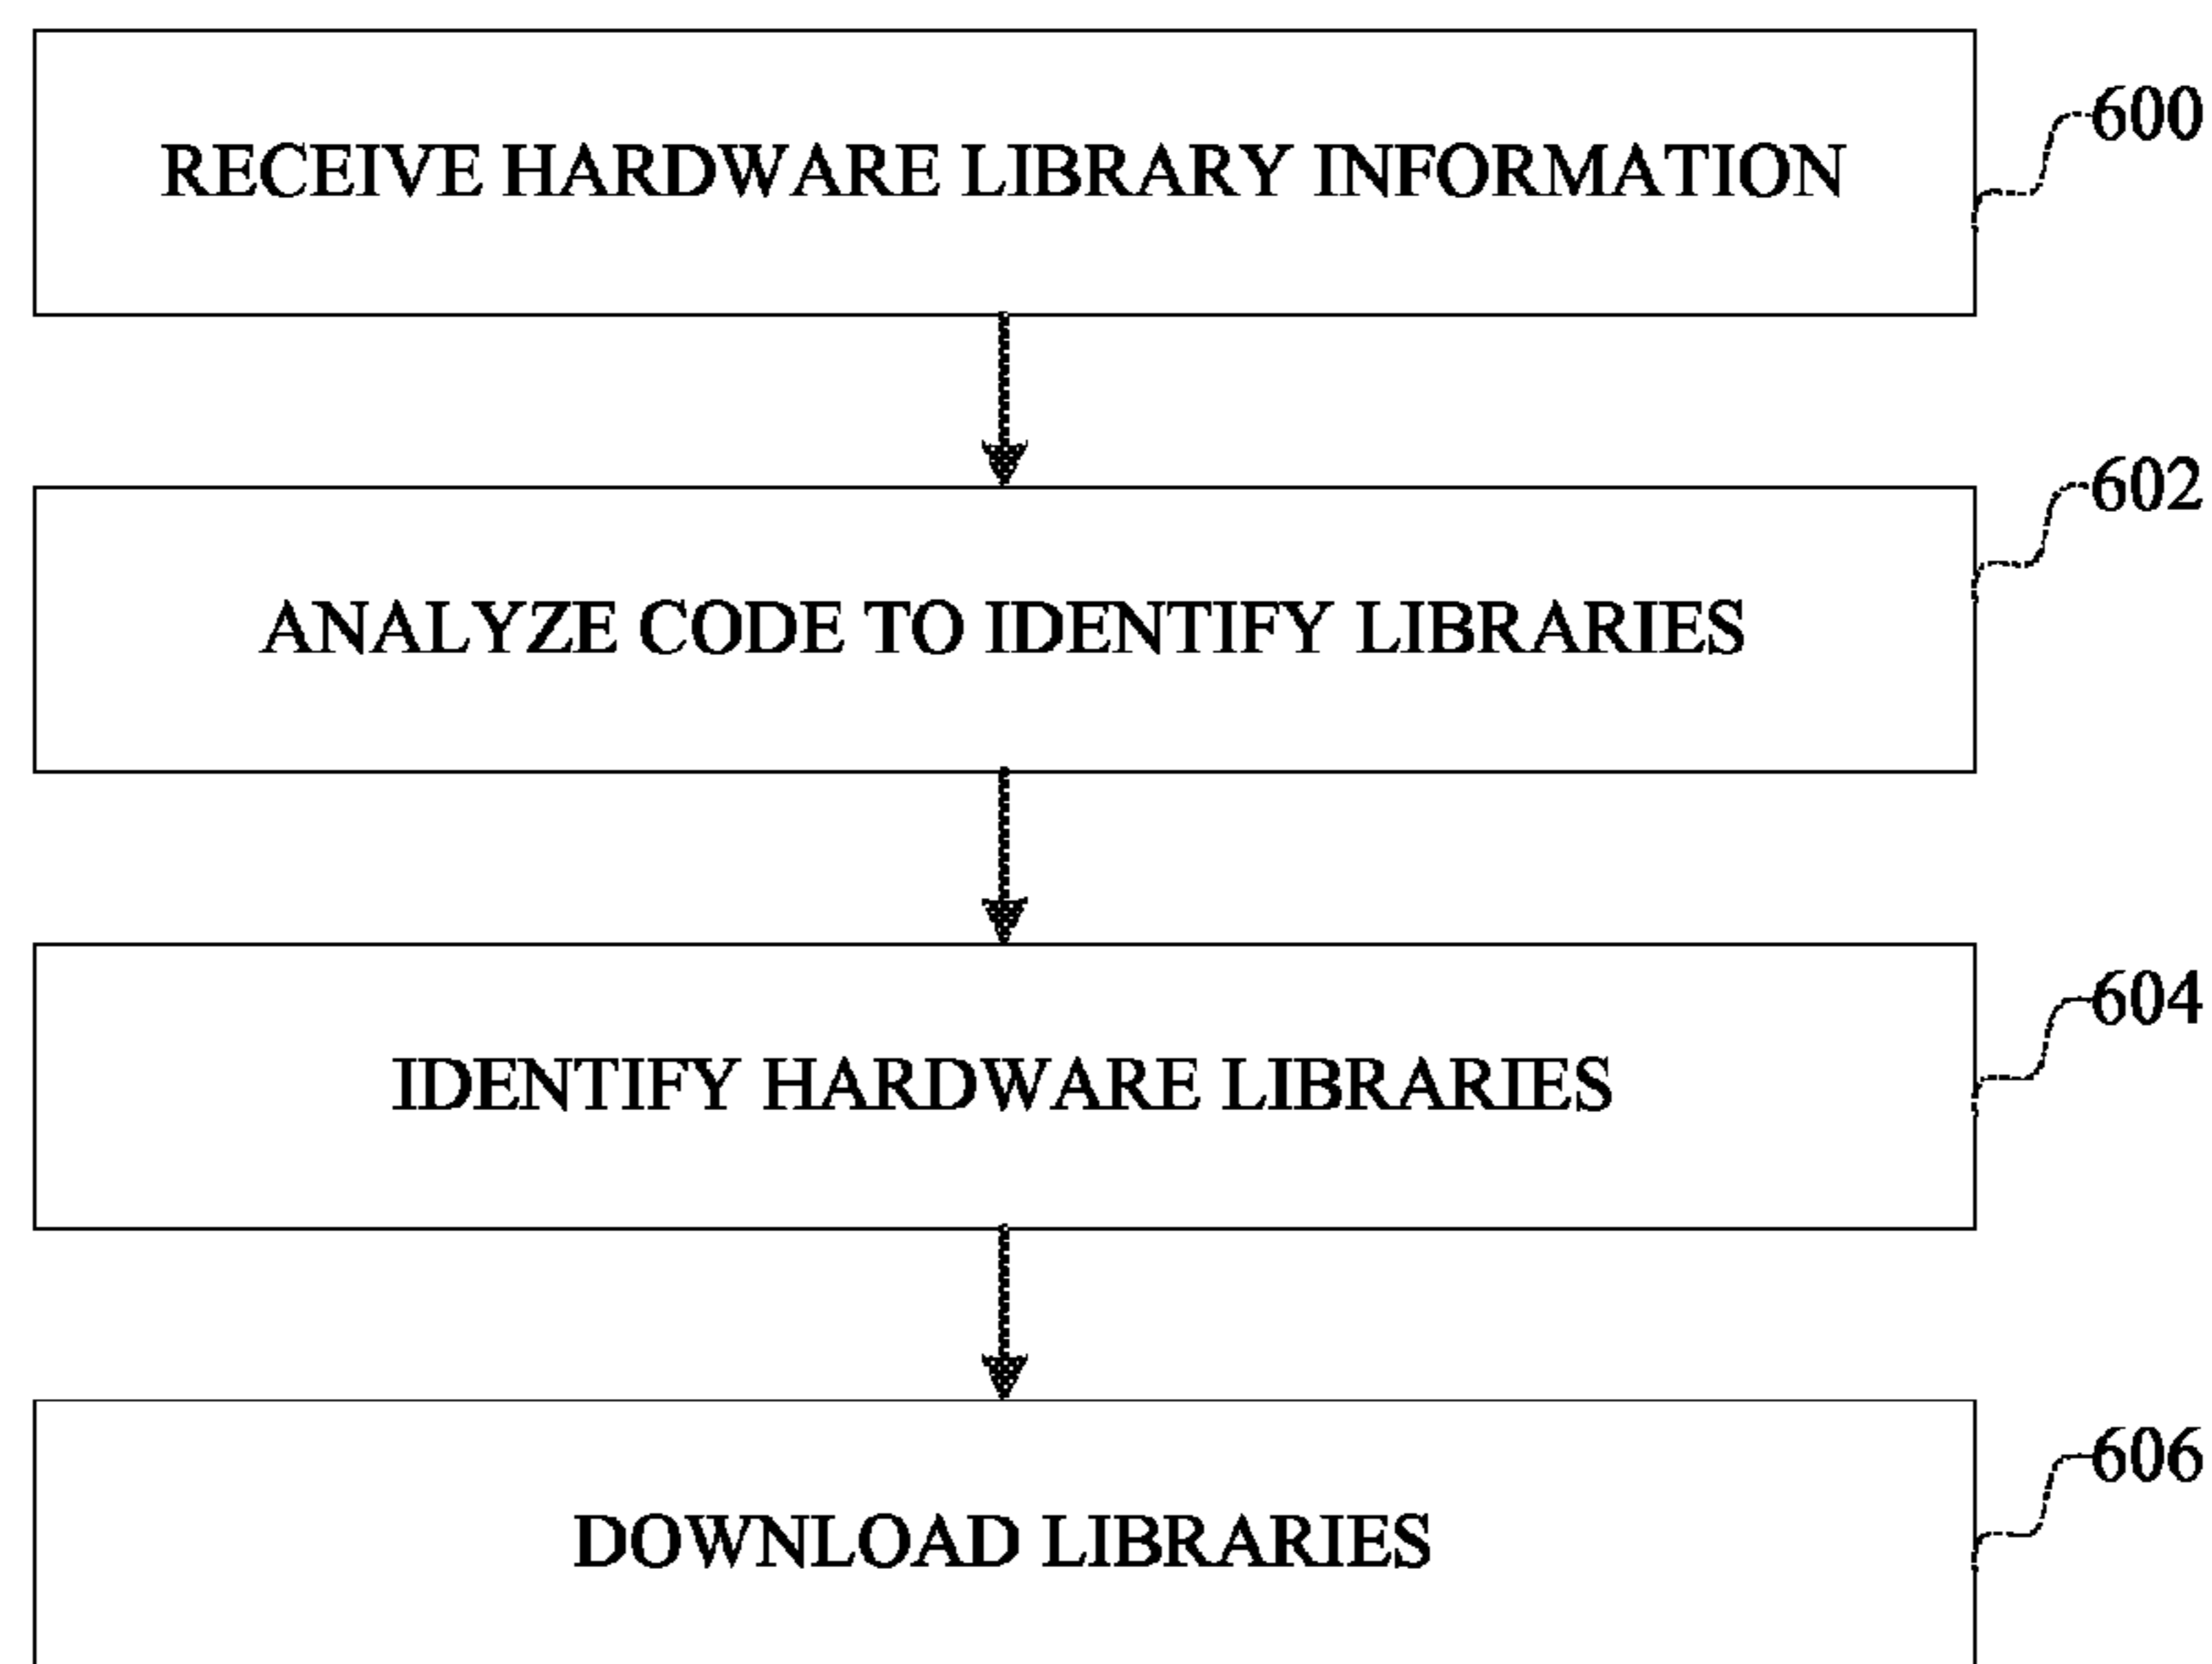 RECEIVE HARDWARE LIBRARY INFORMATION
600
ANALYZE CODE TO IDENTIFY LIBRARIES
602
IDENTIFY HARDWARE LIBRARIES
604
DOWNLOAD LIBRARIES
606